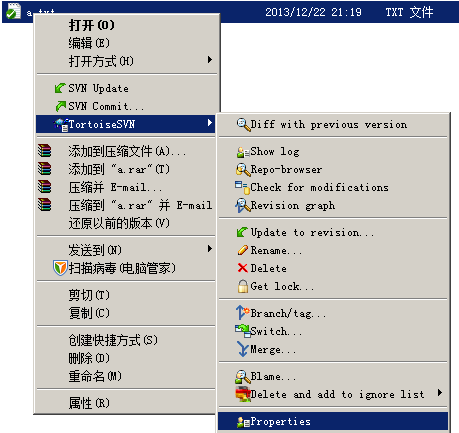 a.txt 2013/12/22 21:19 TXT 文件
打开(O)
编辑(E)
打开方式(H)
SVN Update
SVN Commit...
TortoiseSVN
添加到压缩文件(A)...
添加到 "a.rar"(T)
压缩并 E-mail...
压缩到 "a.rar" 并 E-mail
还原以前的版本(V)
发送到(N)
扫描病毒(电脑管家)
剪切(T)
复制(C)
创建快捷方式(S)
删除(D)
重命名(M)
属性(R)
Diff with previous version
Show log
Repo-browser
Check for modifications
Revision graph
Update to revision...
Rename...
Delete
Get lock...
Branch/tag...
Switch...
Merge...
Blame...
Delete and add to ignore list
Properties